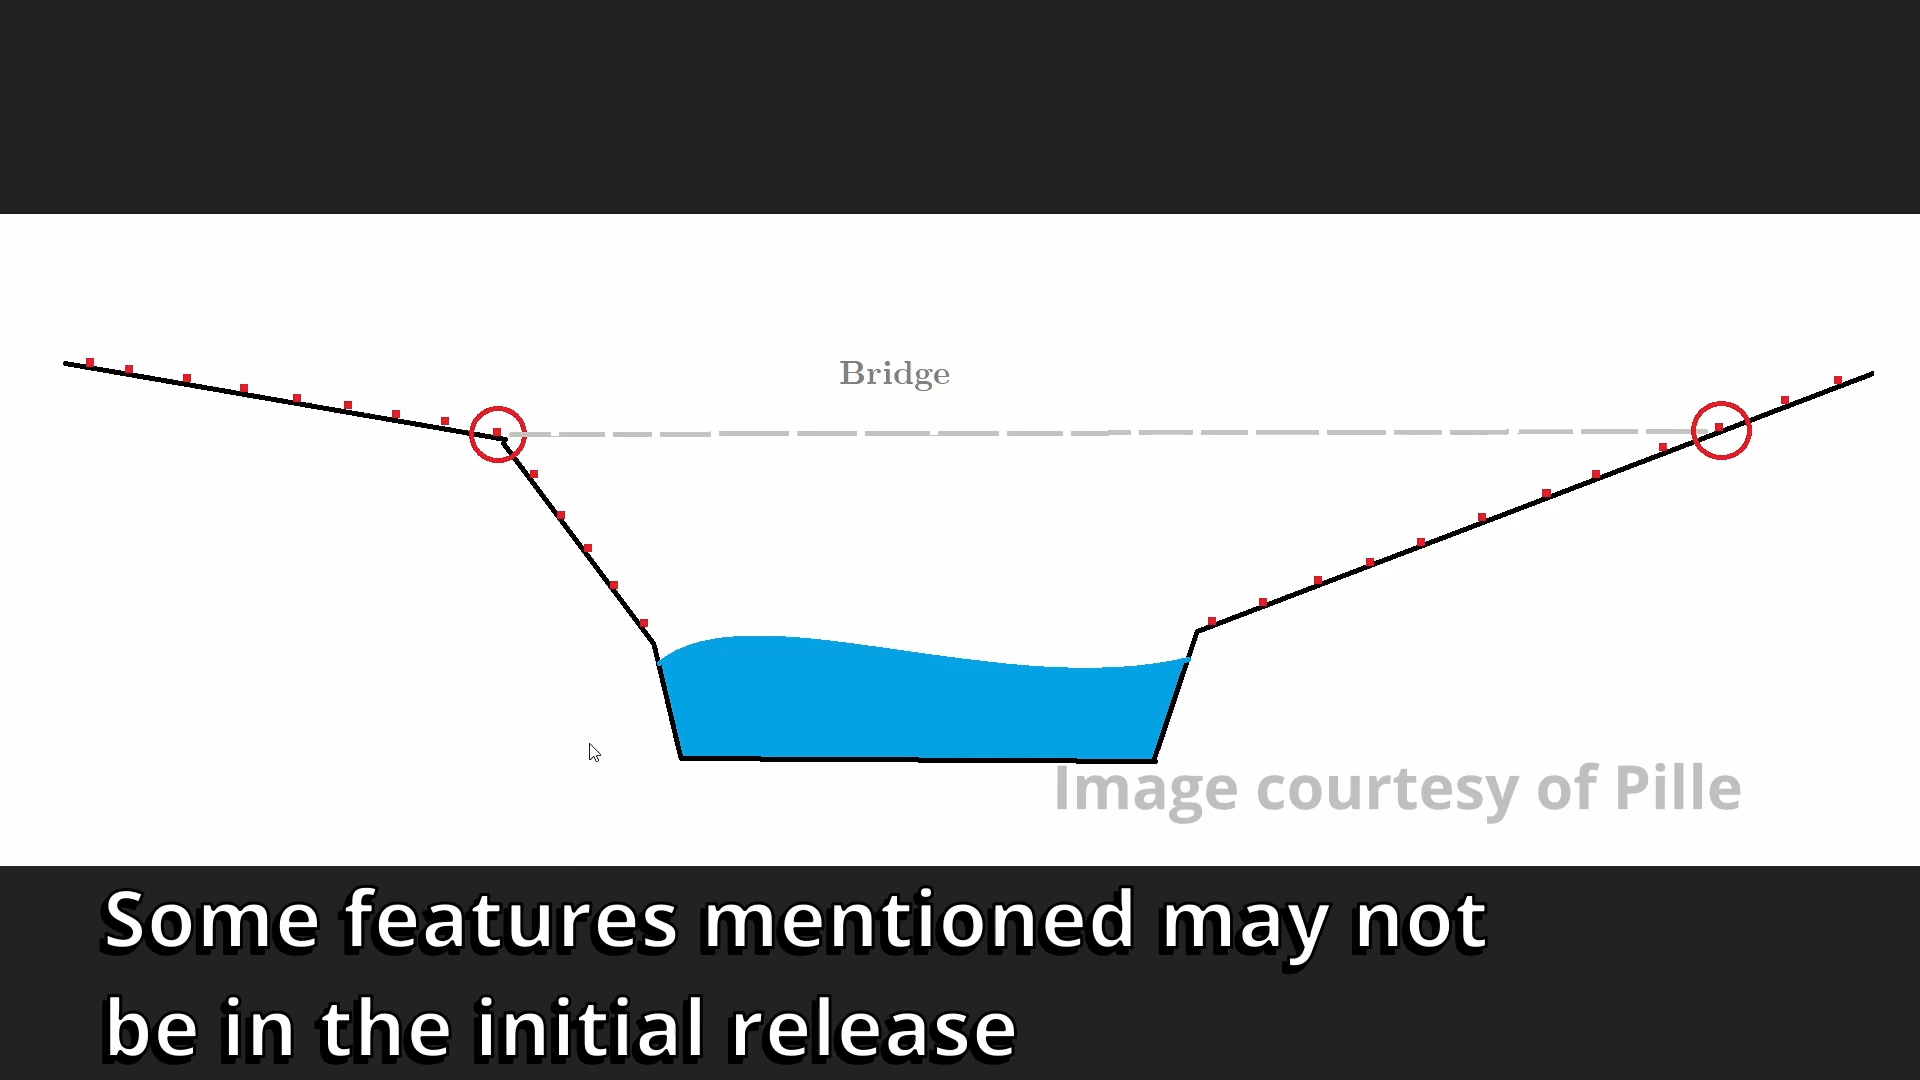 Bridge
Image courtesy of Pille
Some features mentioned may not
be in the initial release